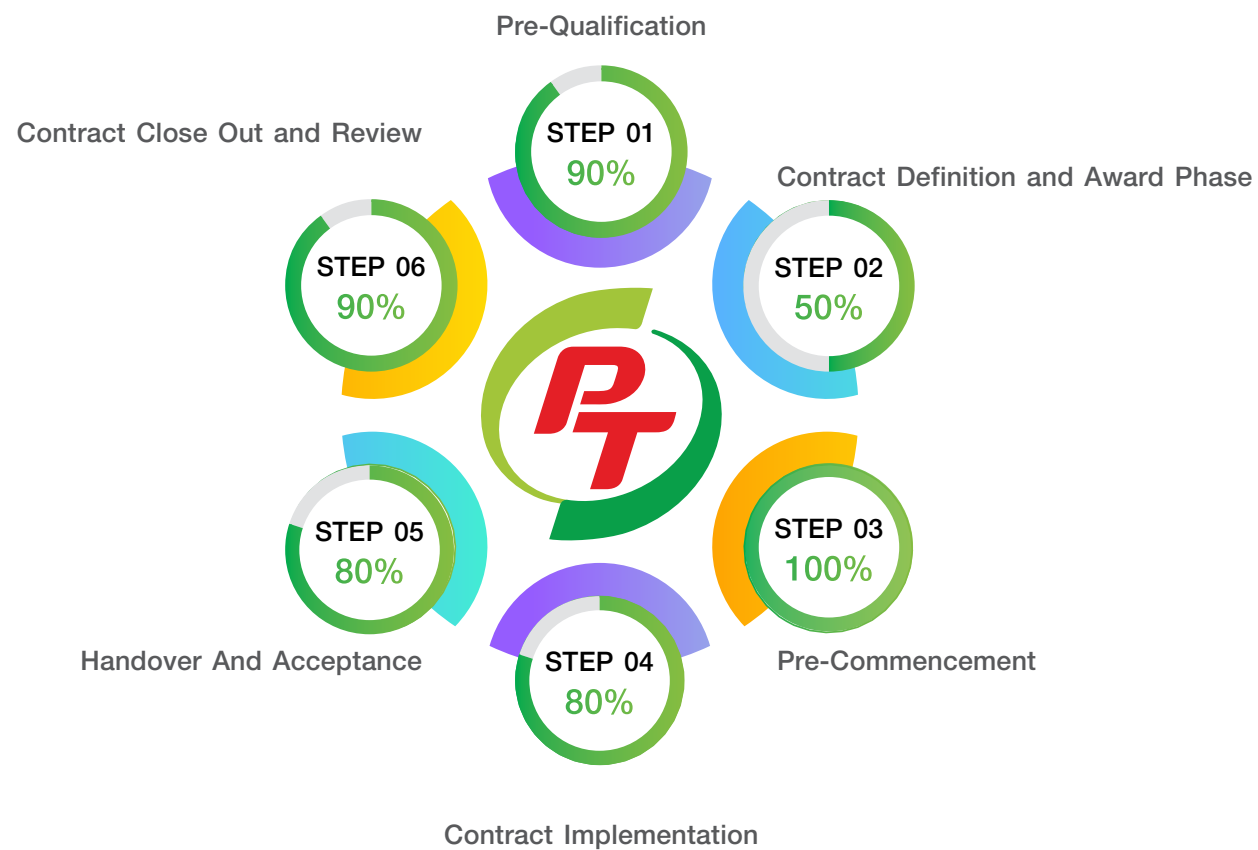 Pre-Qualification
STEP 01
90%
Contract Definition and Award Phase
STEP 02
50%
STEP 03
100%
Pre-Commencement
STEP 04
80%
Contract Implementation
STEP 05
80%
Handover And Acceptance
Contract Close Out and Review
STEP 06
90%
PT